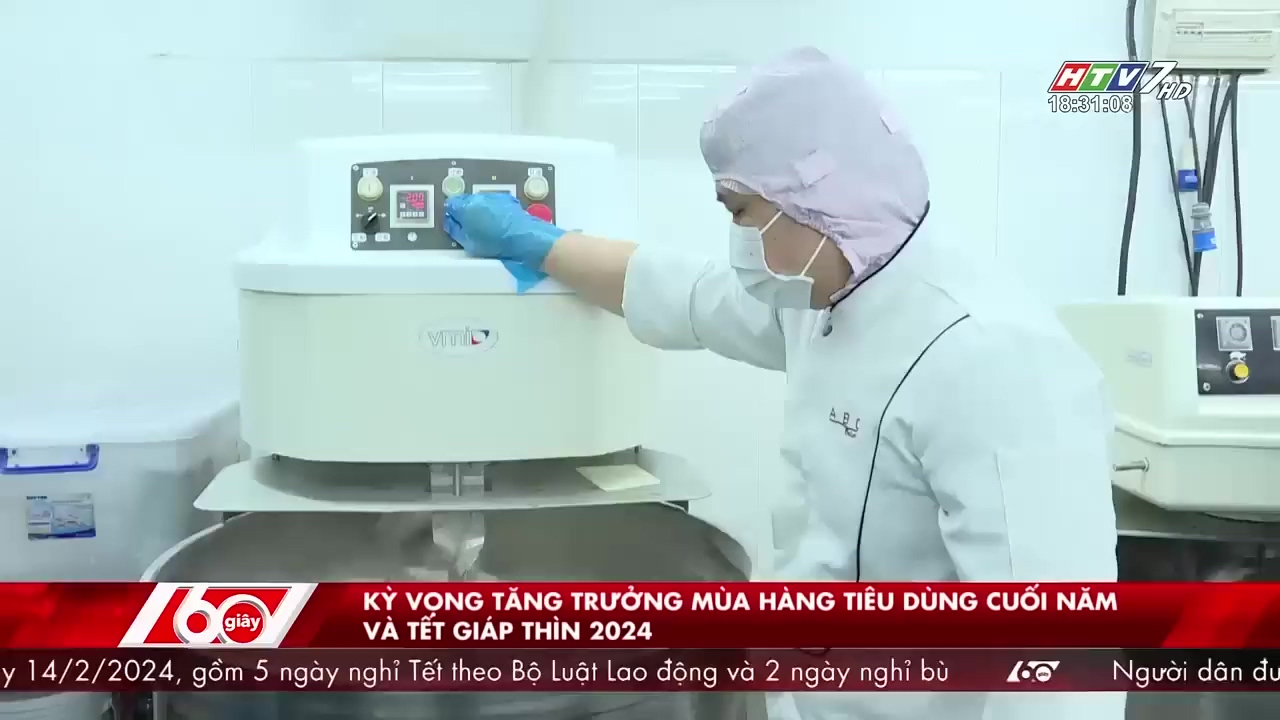 HTV7 HD
18:31:08
vmi
A B C
60 giây
KỲ VỌNG TĂNG TRƯỞNG MÙA HÀNG TIÊU DÙNG CUỐI NĂM
VÀ TẾT GIÁP THÌN 2024
y 14/2/2024, gồm 5 ngày nghỉ Tết theo Bộ Luật Lao động và 2 ngày nghỉ bù 60 Người dân đu